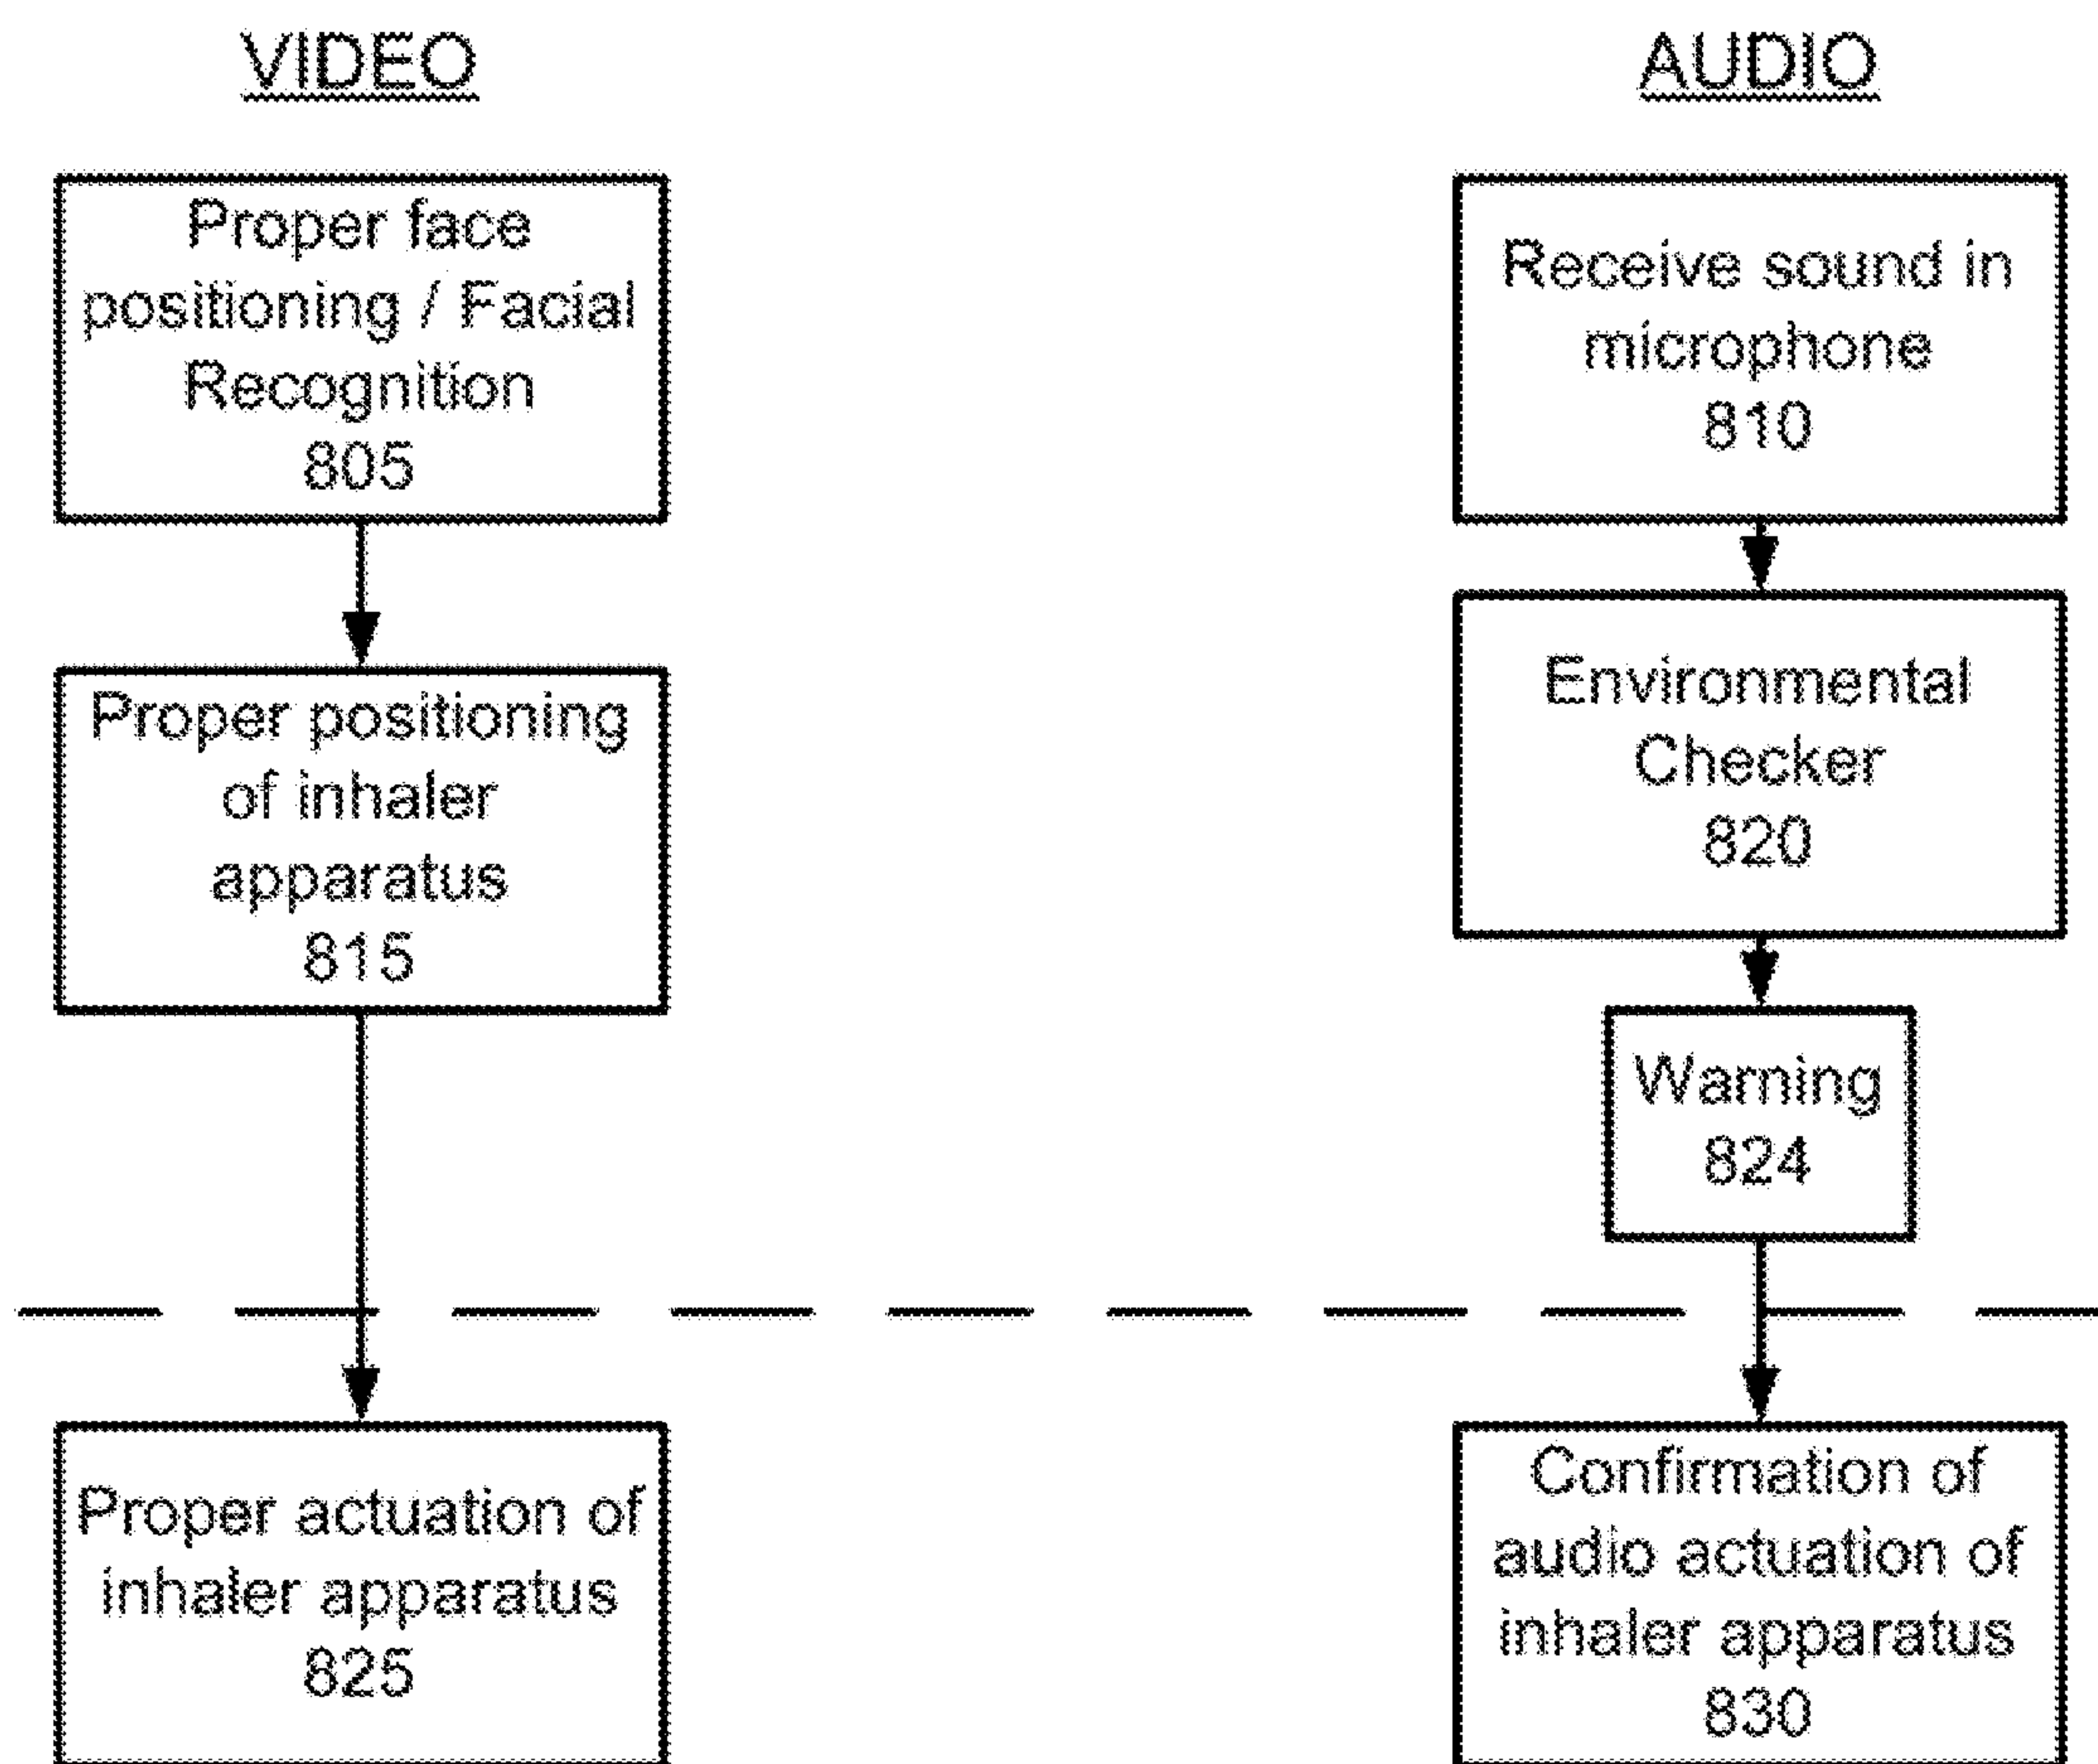 VIDEO
Proper face
positioning / Facial
Recognition
805
Proper positioning
of inhaler
apparatus
815
Proper actuation of
inhaler apparatus
825
AUDIO
Receive sound in
microphone
810
Environmental
Checker
820
Warning
824
Confirmation of
audio actuation of
inhaler apparatus
830